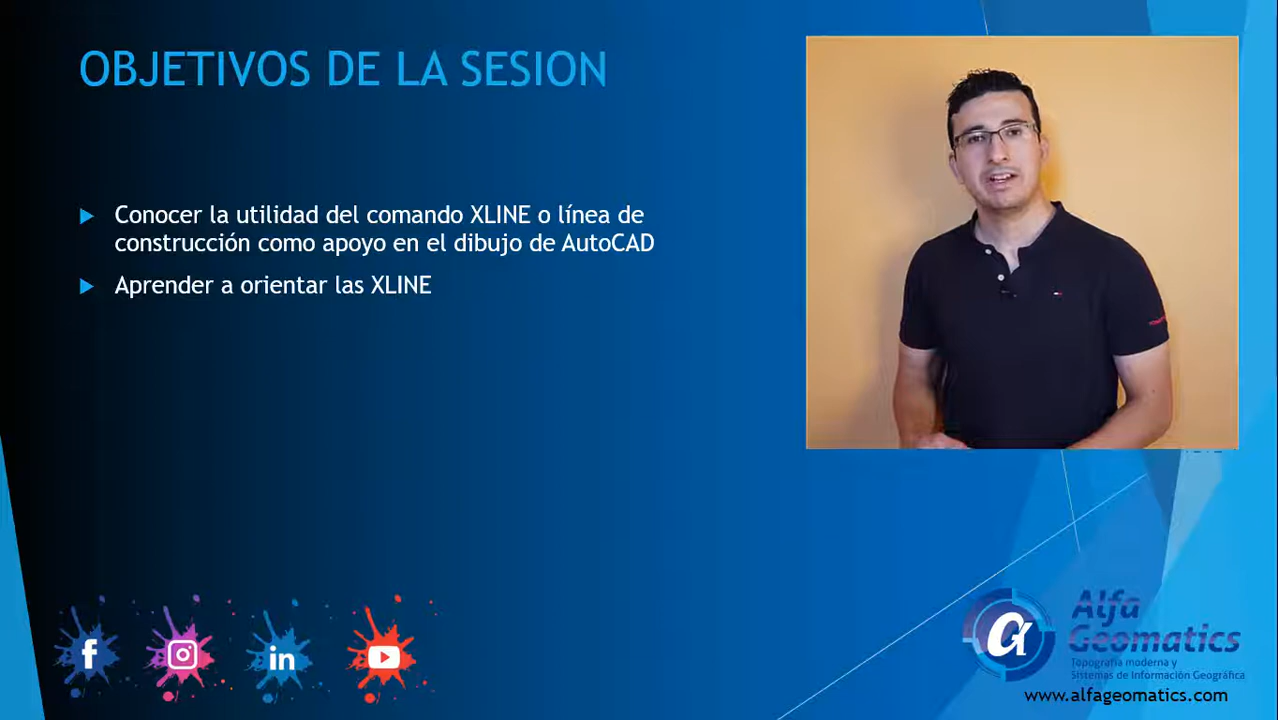 OBJETIVOS DE LA SESION
Conocer la utilidad del comando XLINE o línea de
construcción como apoyo en el dibujo de AutoCAD
Aprender a orientar las XLINE
Alfa
Geomatics
Topografía moderna y
Sistemas de Información Geográfica
www.alfageomatics.com